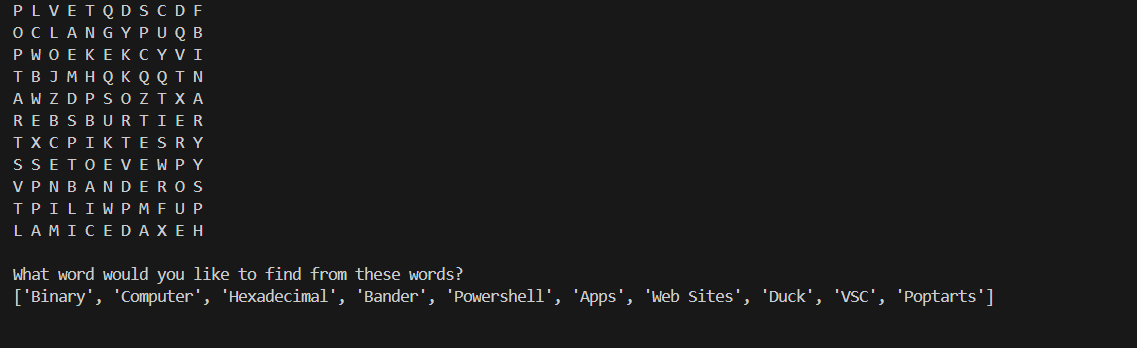 P L V E T Q D S C D F
O C L A N G Y P U Q B
P W O E K E K C Y V I
T B J M H Q K Q Q T N
A W Z D P S O Z T X A
R E B S B U R T I E R
T X C P I K T E S R Y
S S E T O E V E W P Y
V P N B A N D E R O S
T P I L I W P M F U P
L A M I C E D A X E H
What word would you like to find from these words?
['Binary', 'Computer', 'Hexadecimal', 'Bander', 'Powershell', 'Apps', 'Web Sites', 'Duck', 'VSC', 'Poptarts']